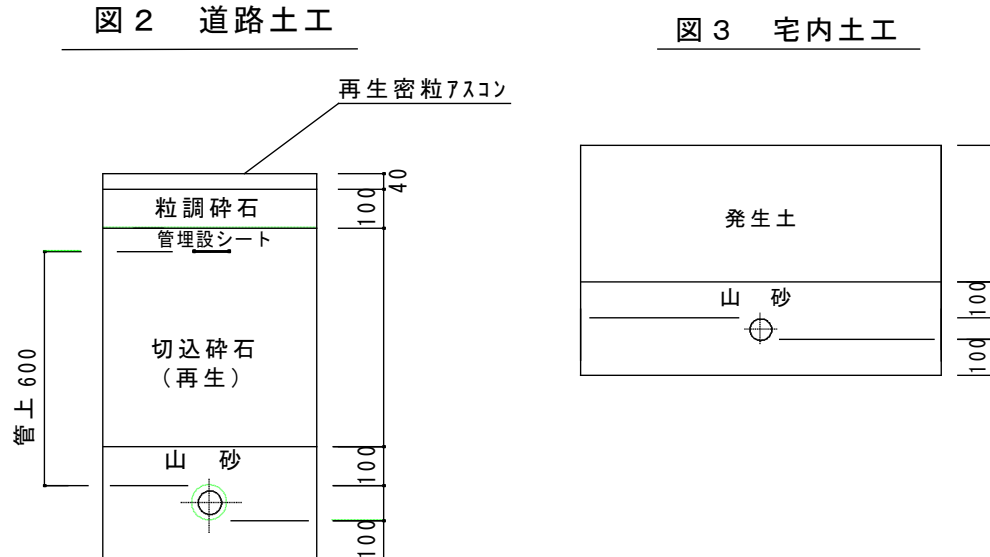 図２　道路土工
再生密粒ｱｽｺﾝ
40
100
粒調砕石
管埋設シート
切込砕石
（再生）
管上 600
山　砂
100
100
図３　宅内土工
発生土
山　砂
100
100